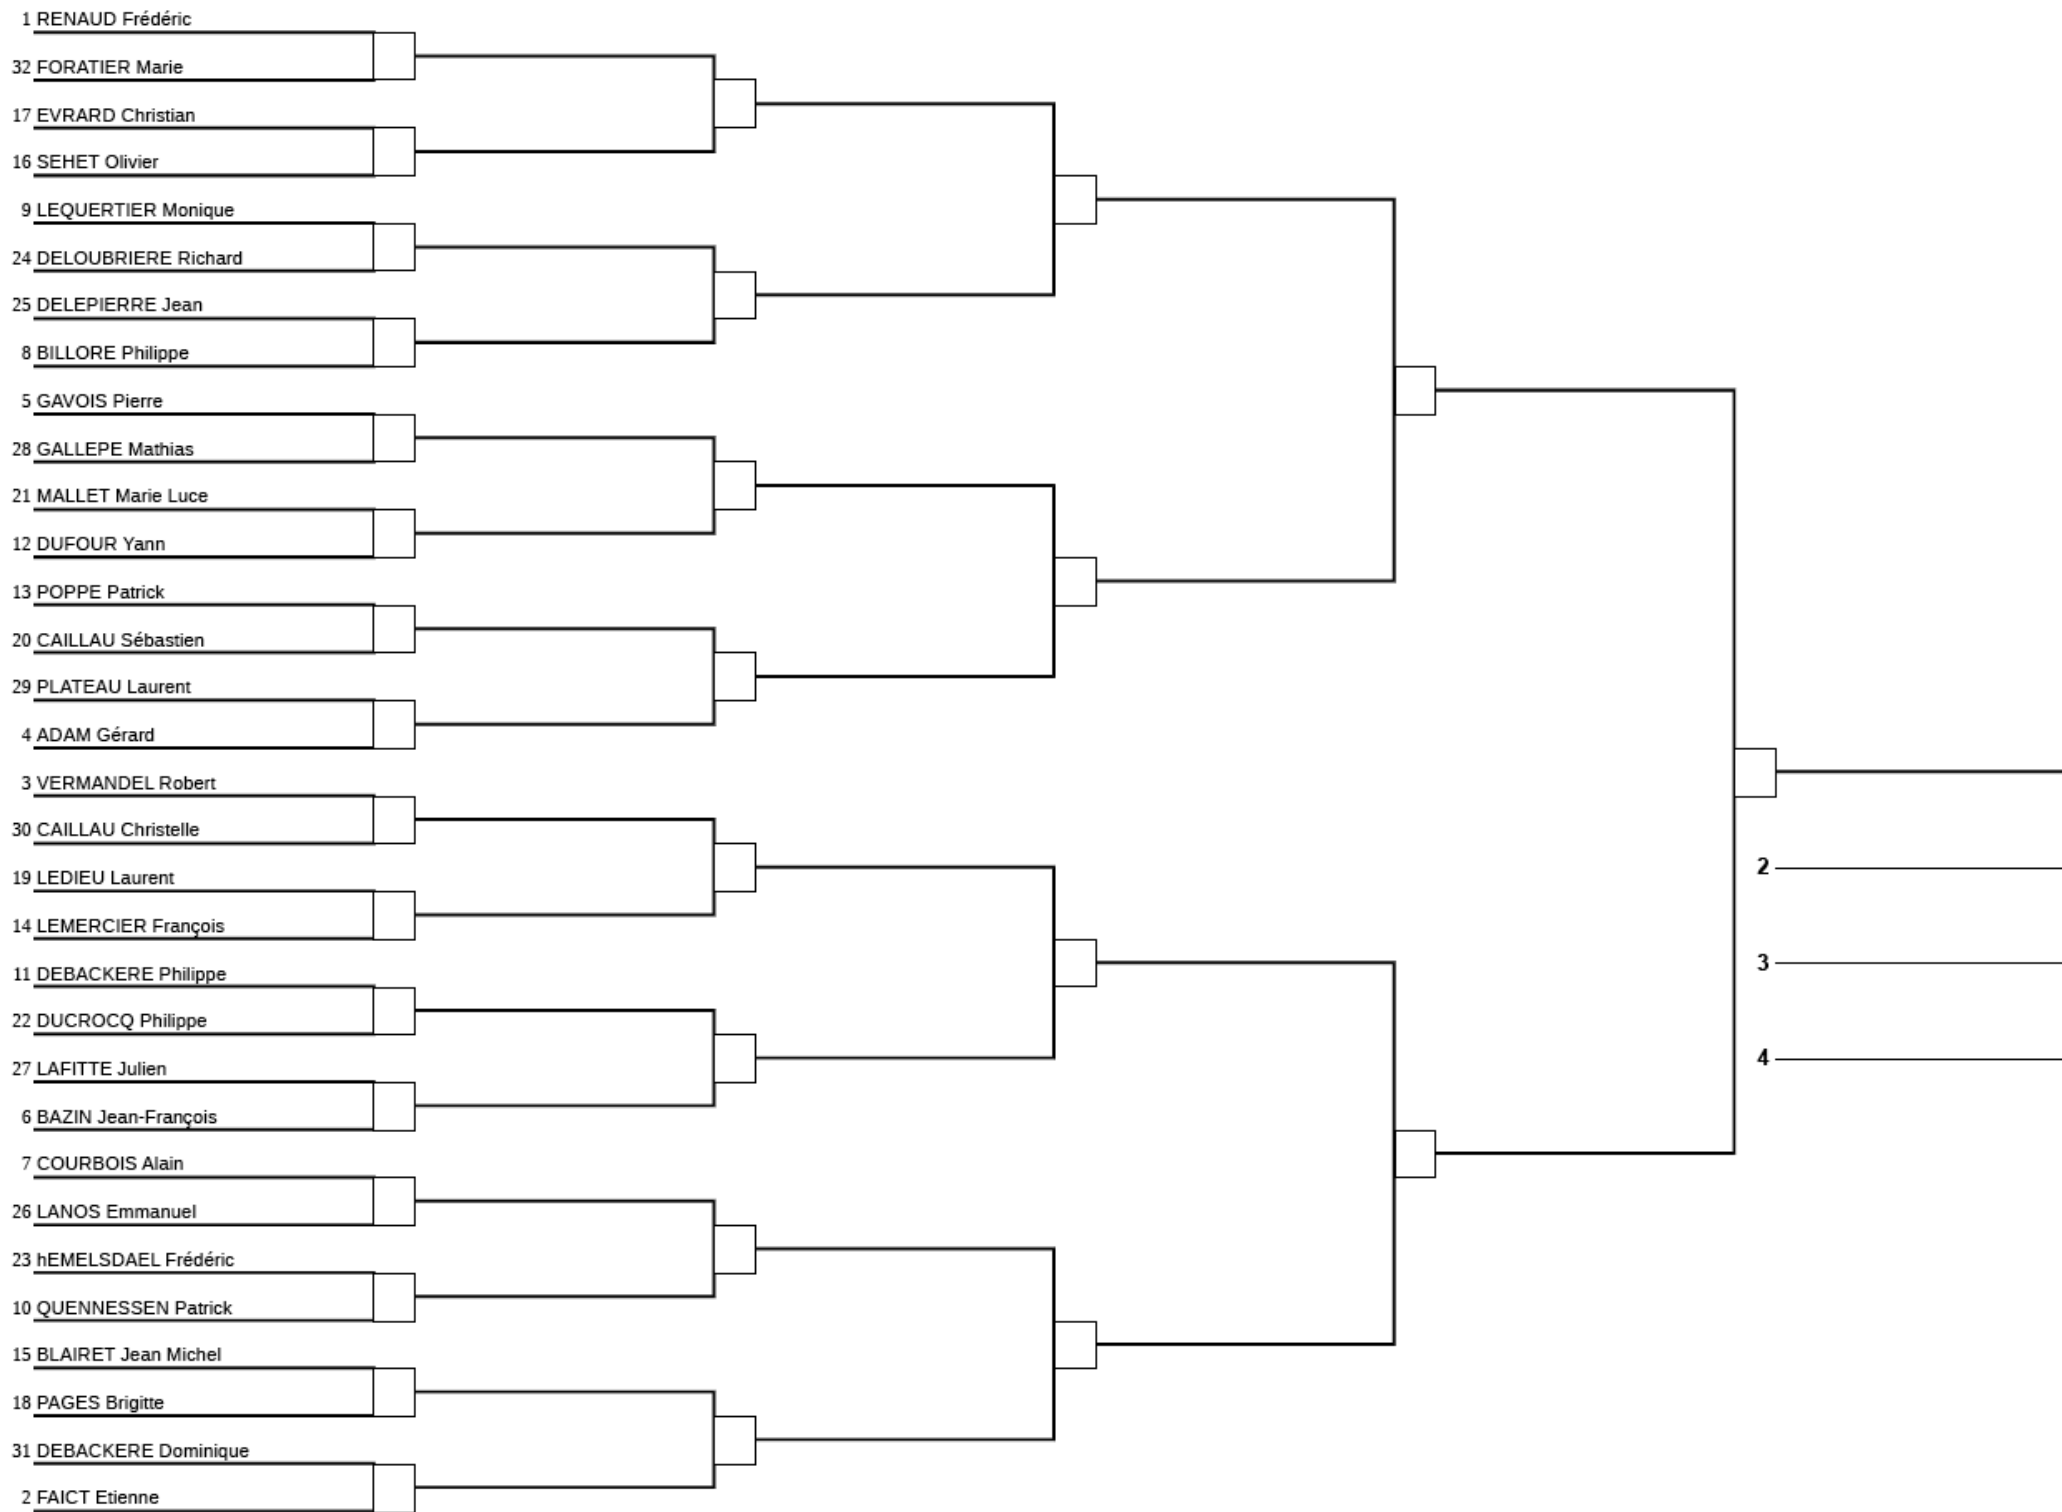 1 RENAUD Frédéric
32 FORATIER Marie
17 EVRARD Christian
16 SEHET Olivier
9 LEQUERTIER Monique
24 DELOUBRIERE Richard
25 DELEPIERRE Jean
8 BILLORE Philippe
5 GAVOIS Pierre
28 GALLEPE Mathias
21 MALLET Marie Luce
12 DUFOUR Yann
13 POPPE Patrick
20 CAILLAU Sébastien
29 PLATEAU Laurent
4 ADAM Gérard
3 VERMANDEL Robert
30 CAILLAU Christelle
19 LEDIEU Laurent
14 LEMERCIER François
11 DEBACKERE Philippe
22 DUCROCQ Philippe
27 LAFITTE Julien
6 BAZIN Jean-François
7 COURBOIS Alain
26 LANOS Emmanuel
23 hEMELSDAEL Frédéric
10 QUENNESSEN Patrick
15 BLAIRET Jean Michel
18 PAGES Brigitte
31 DEBACKERE Dominique
2 FAICT Etienne
2
3
4